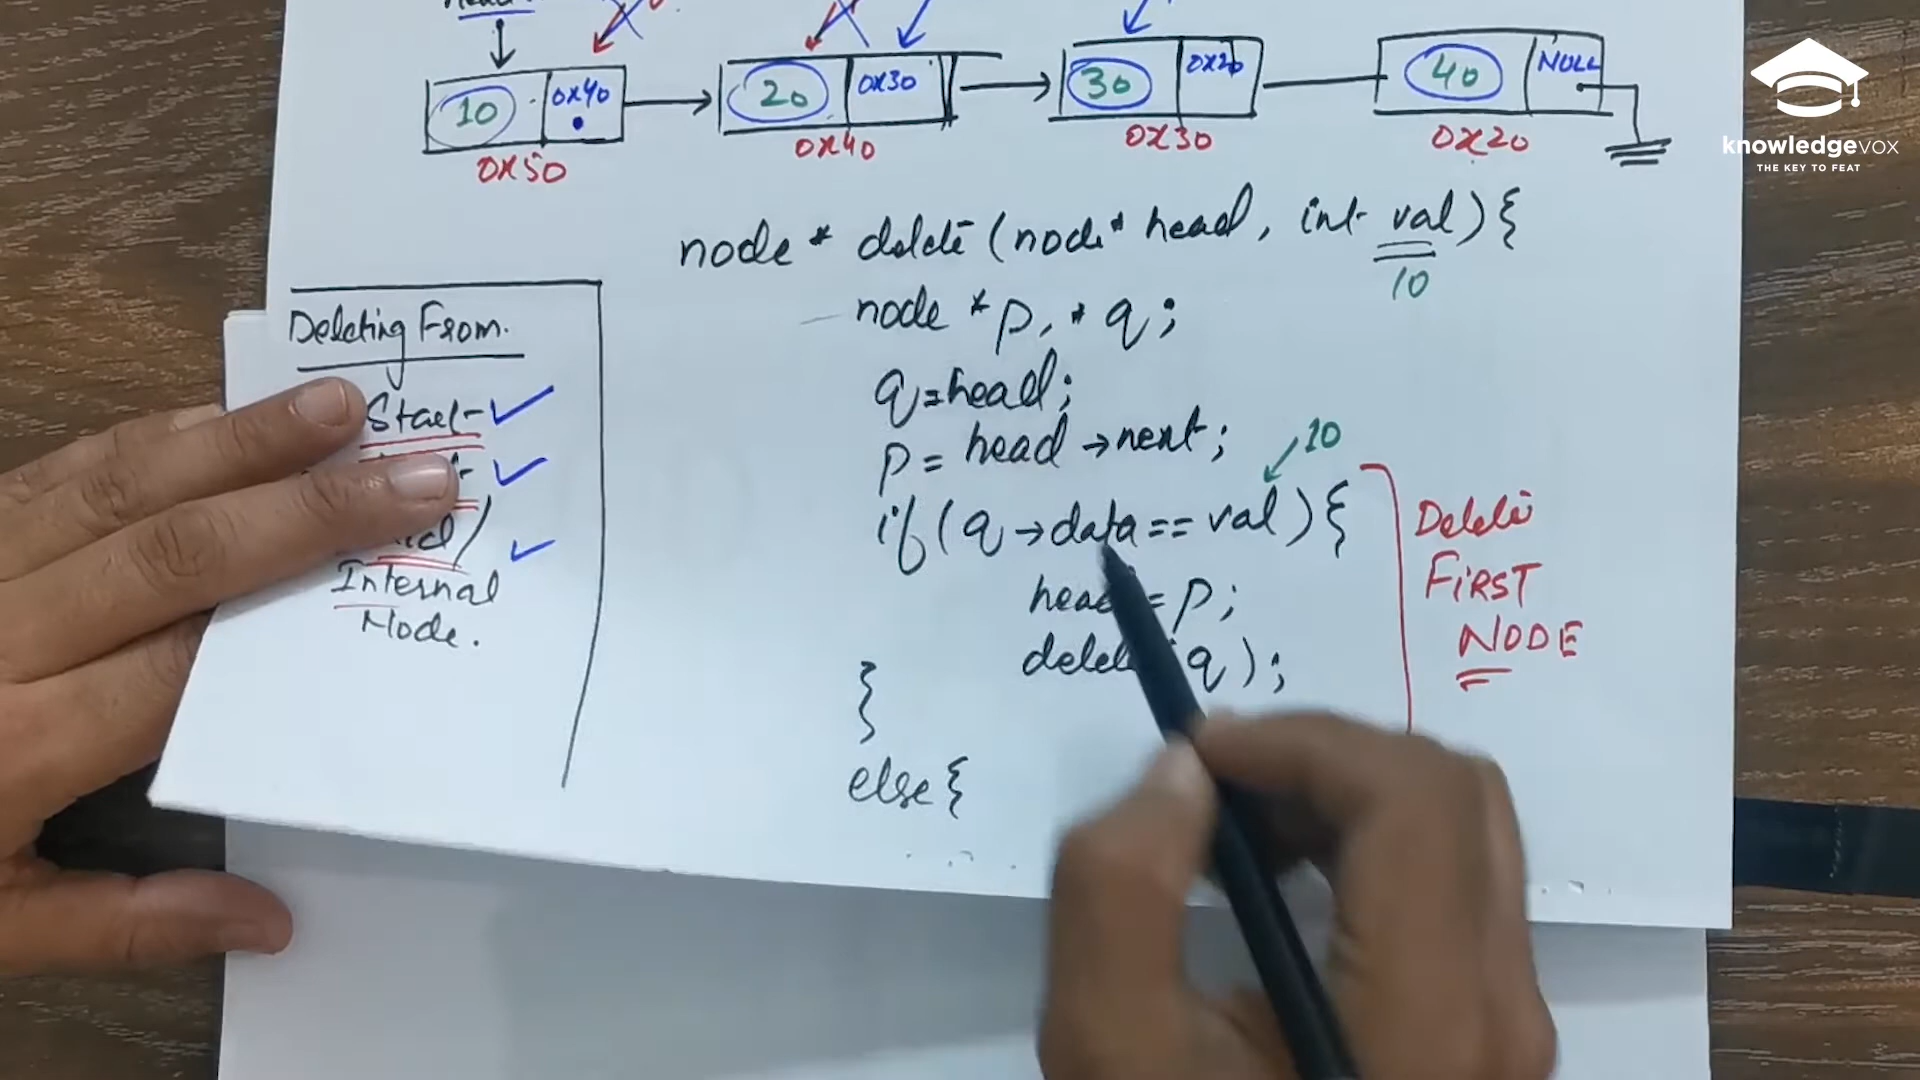 10 0x40 20 0x30 30 0x20 40 NULL
0x50 0x40 0x30 0x20
knowledgevox
THE KEY TO FEAT
node * delete (node* head, int val) {
10
node *p, *q;
q=head;
p = head →next;
10
if (q →data == val) {
= p;
q);
}
else {
Deleting From.
Start
Internal
Node.
Delete
FIRST
NODE